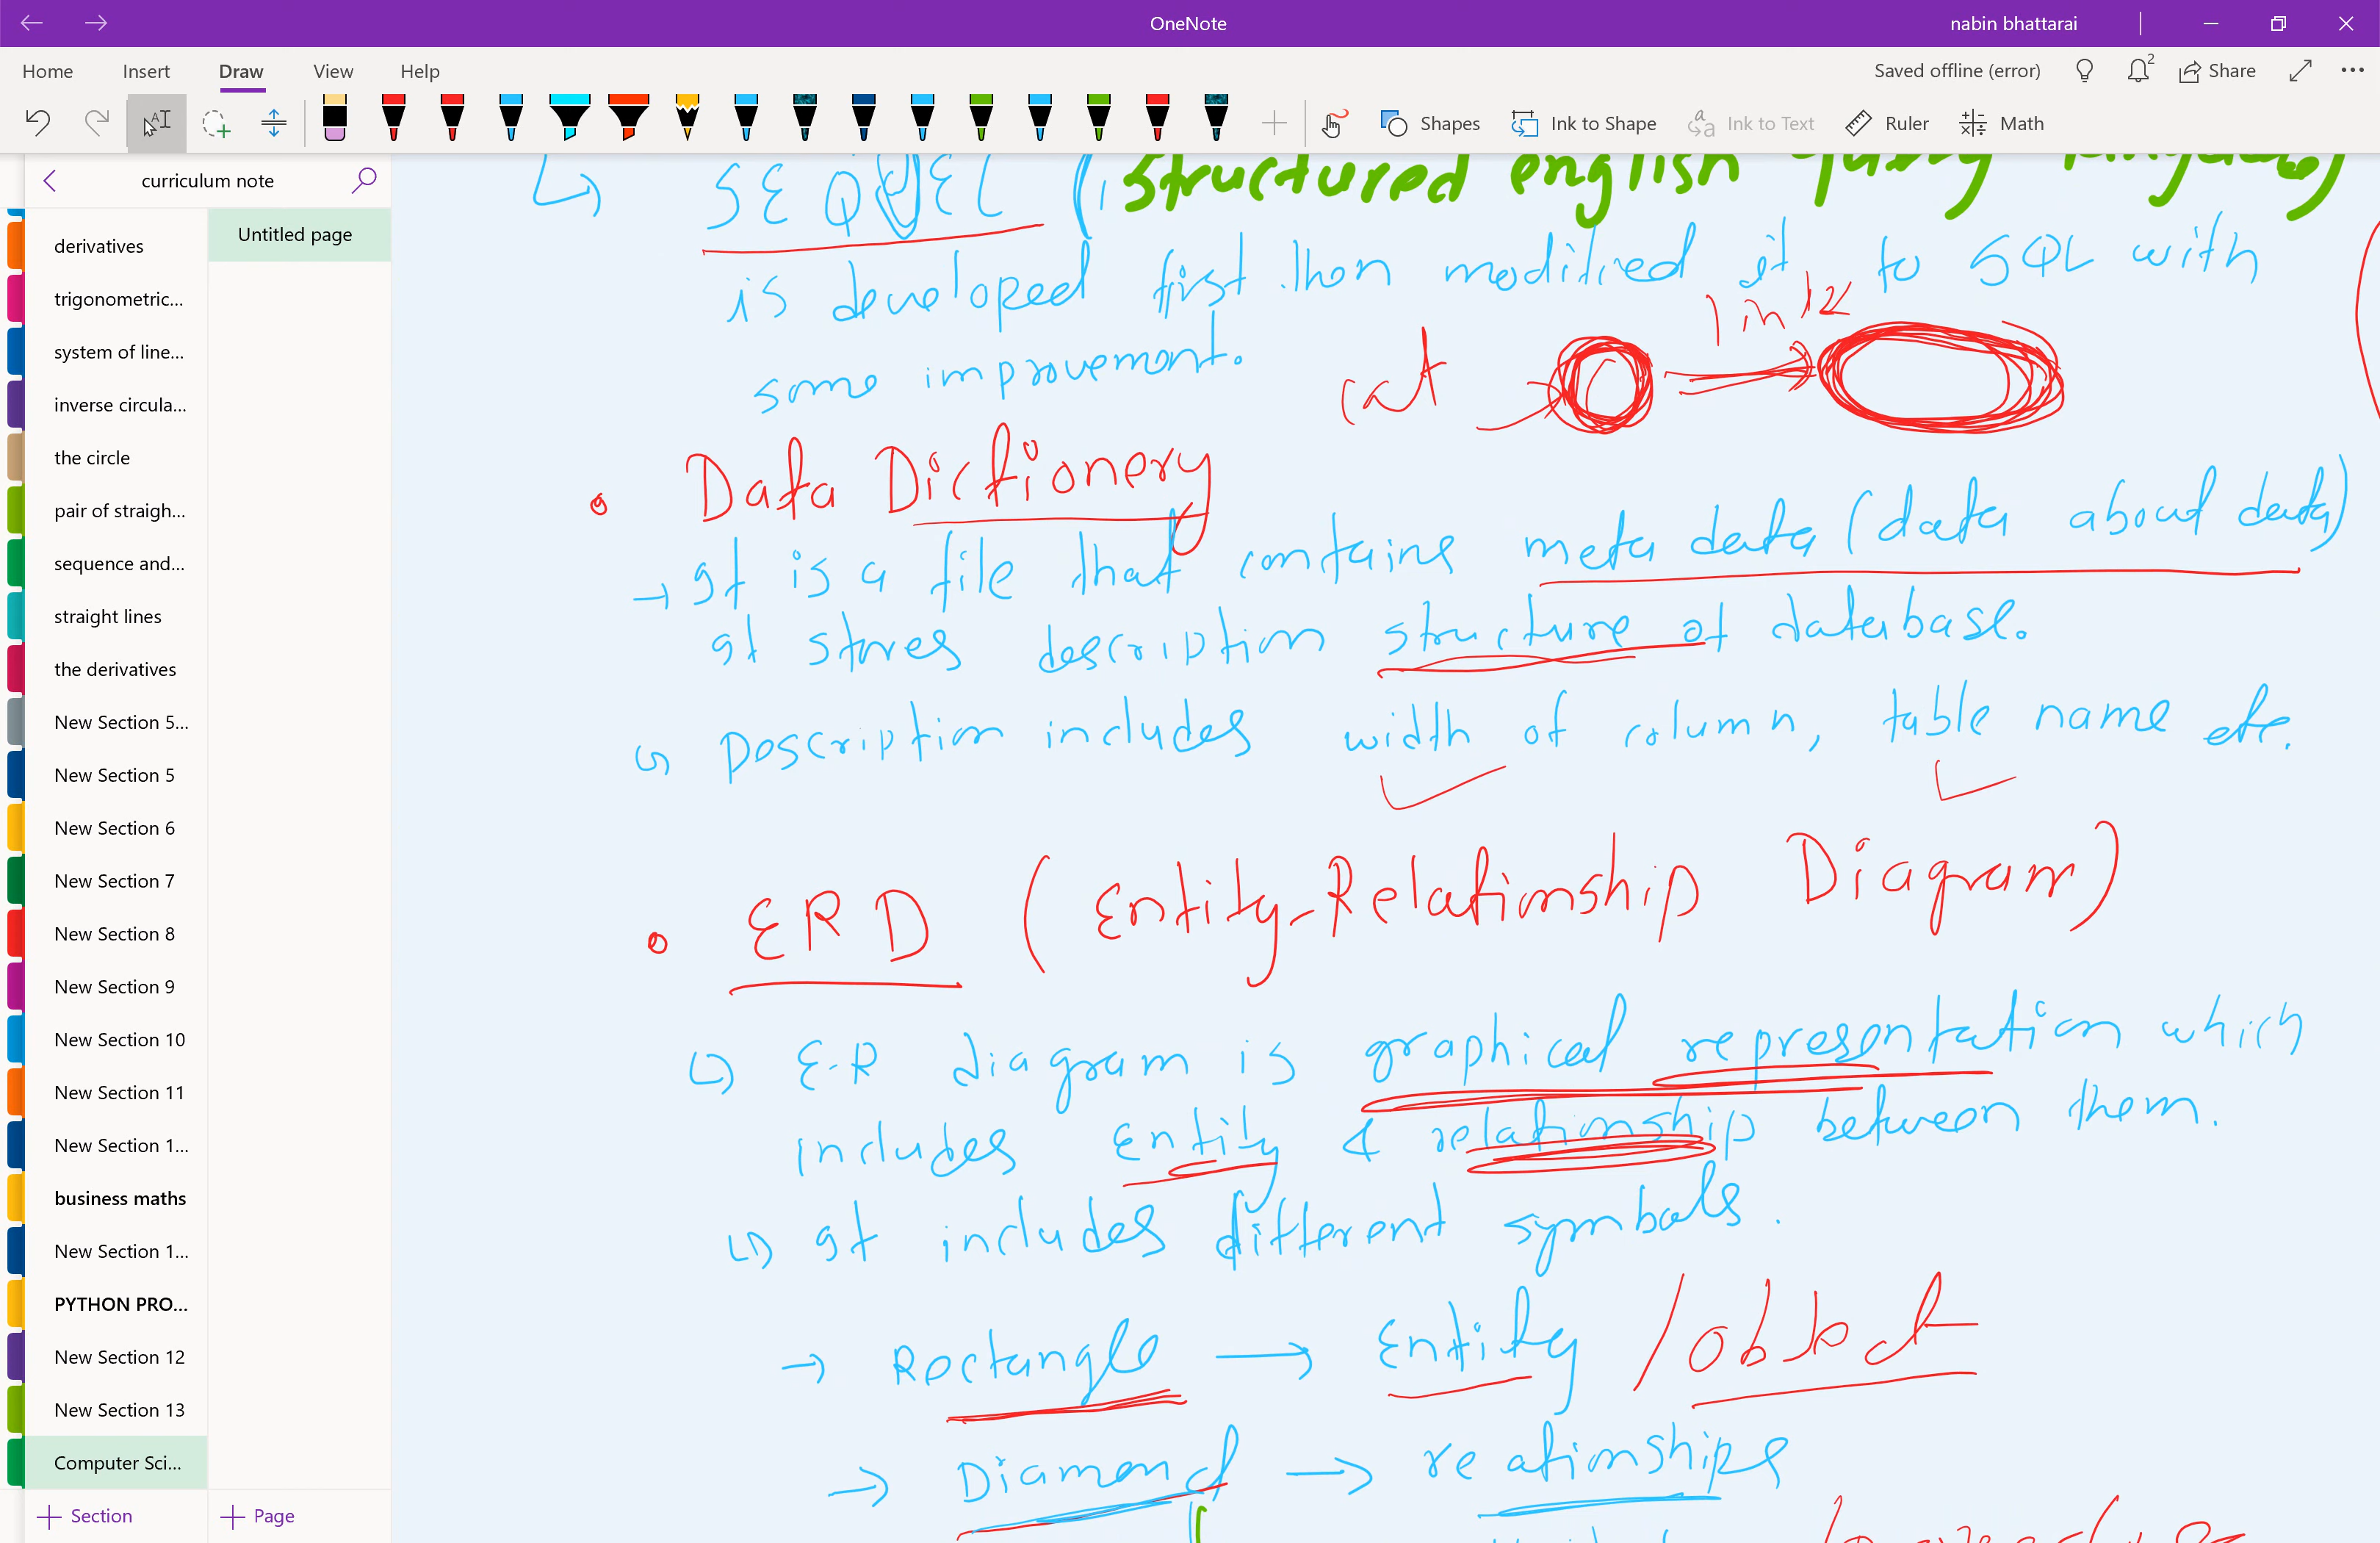 OneNote
nabin bhattarai
Home Insert Draw View Help
Saved offline (error) 2 Share
Shapes Ink to Shape Ink to Text Ruler Math
curriculum note
Untitled page
derivatives
trigonometric...
system of line...
inverse circula...
the circle
pair of straigh...
sequence and...
straight lines
the derivatives
New Section 5...
New Section 5
New Section 6
New Section 7
New Section 8
New Section 9
New Section 10
New Section 11
New Section 1...
business maths
New Section 1...
PYTHON PRO...
New Section 12
New Section 13
Computer Sci...
Section
Page
SEQUEL (structured english
is developed first then modified it to SQL with
some improvement.
cat link
Data Dictionery
It is a file that contains meta data (data about data)
It stores description structure of database.
Description includes width of column, table name etc.
ERD (Entity-Relationship Diagram)
E-R diagram is graphical representation which
includes Entity & relationship between them.
It includes different symbols.
Rectangle → Entity /
Diamond → relationships